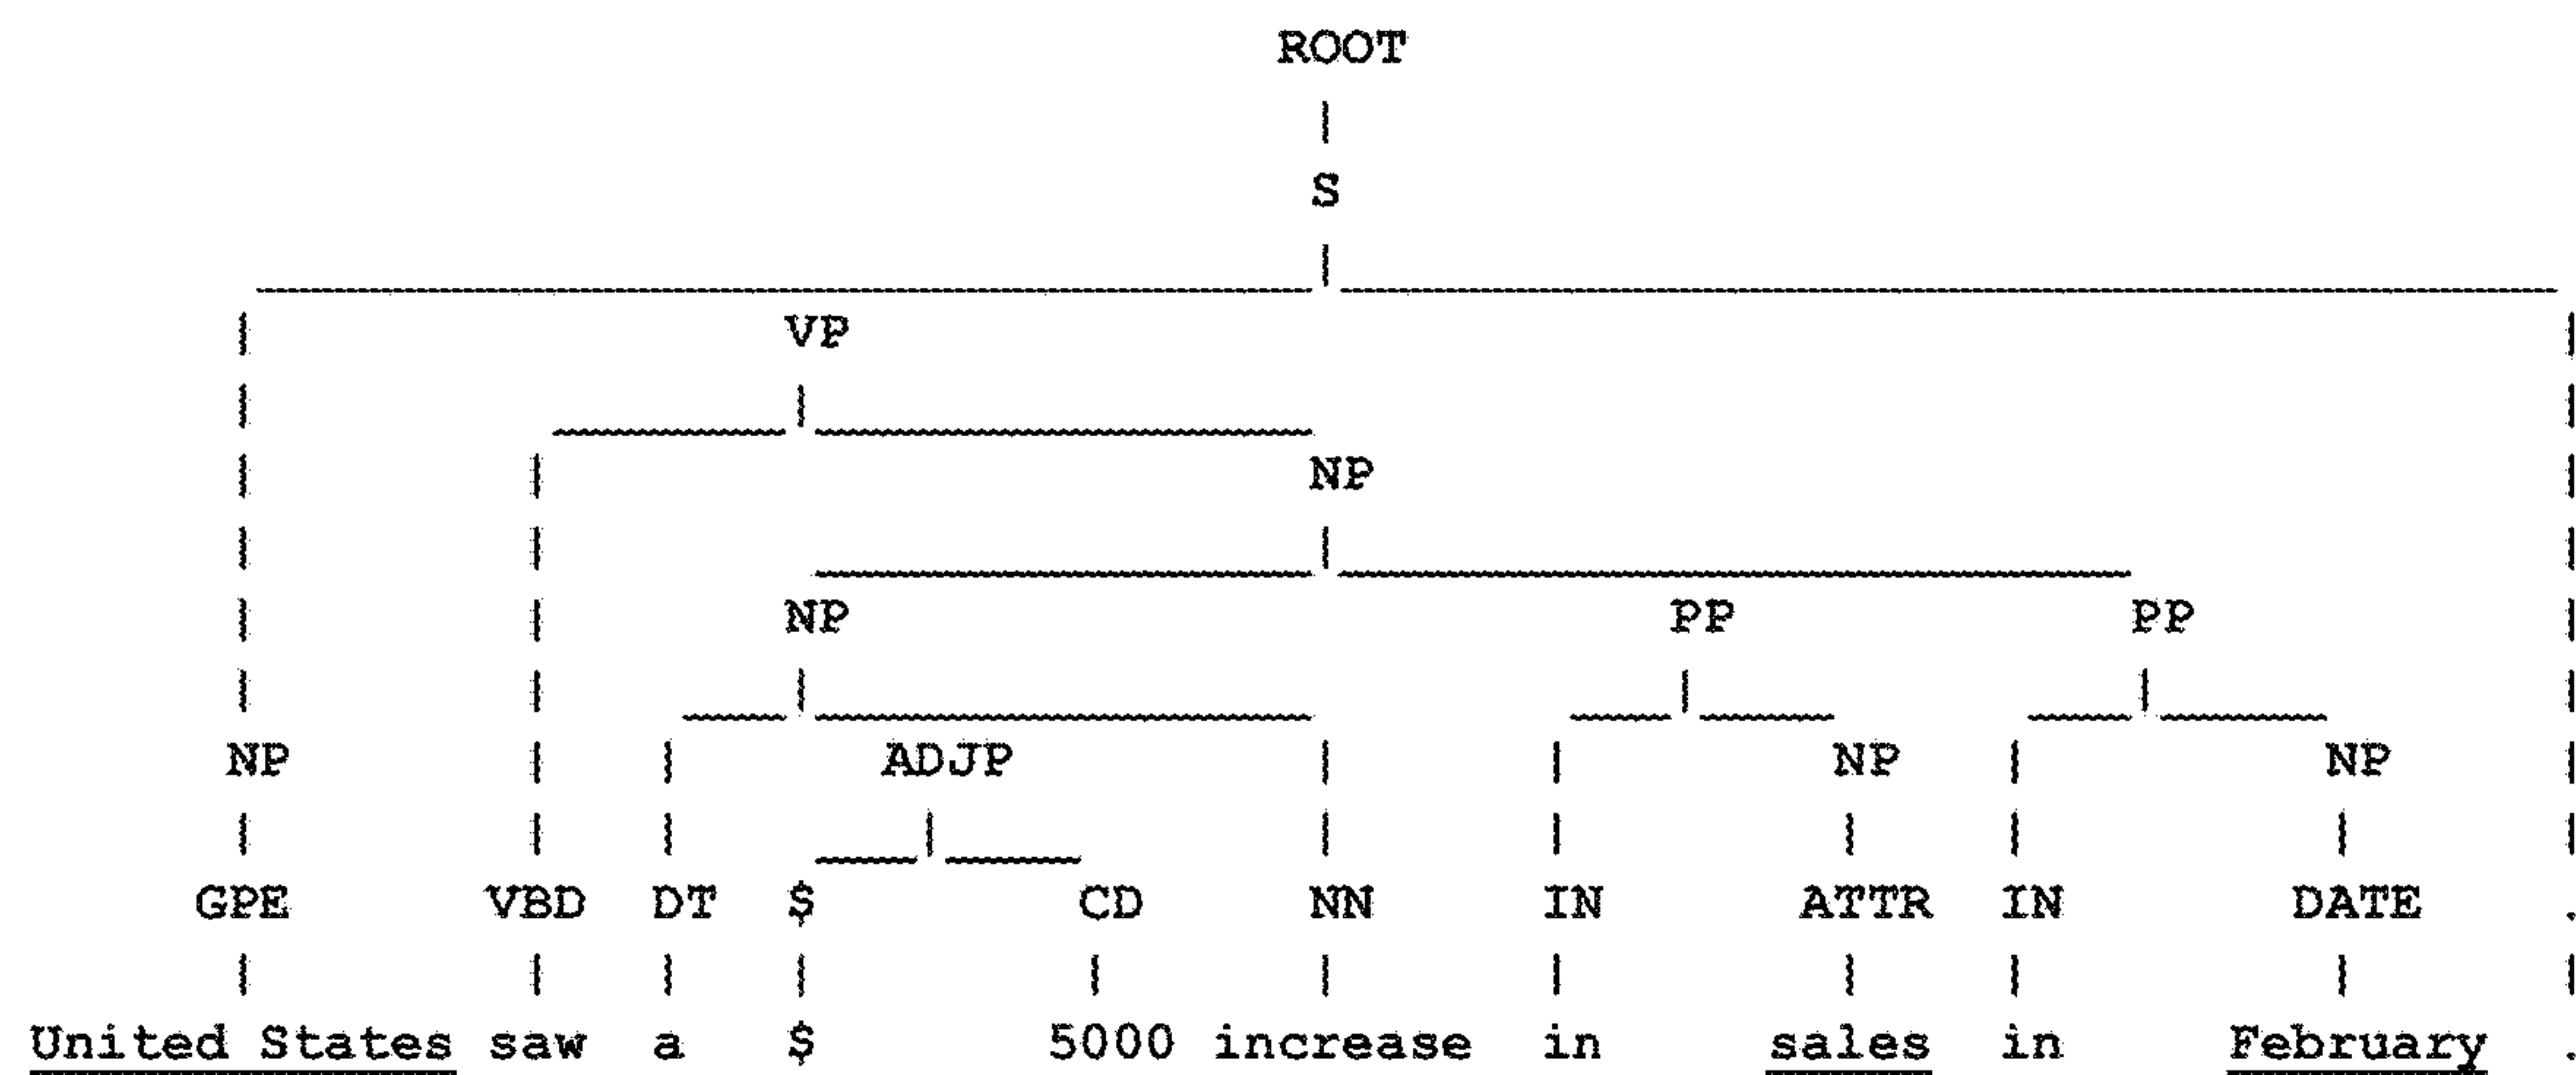 ROOT
S
VP
NP
NP PP PP
NP ADJP NP NP
GPE VBD DT $ CD NN IN ATTR IN DATE .
United States saw a $ 5000 increase in sales in February .